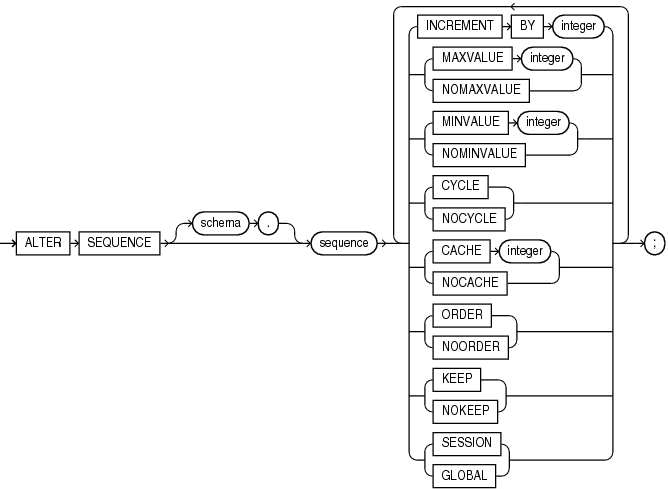 INCREMENT BY integer
MAXVALUE integer
NOMAXVALUE
MINVALUE integer
NOMINVALUE
CYCLE
NOCYCLE
schema .
ALTER SEQUENCE sequence ;
CACHE integer
NOCACHE
ORDER
NOORDER
KEEP
NOKEEP
SESSION
GLOBAL